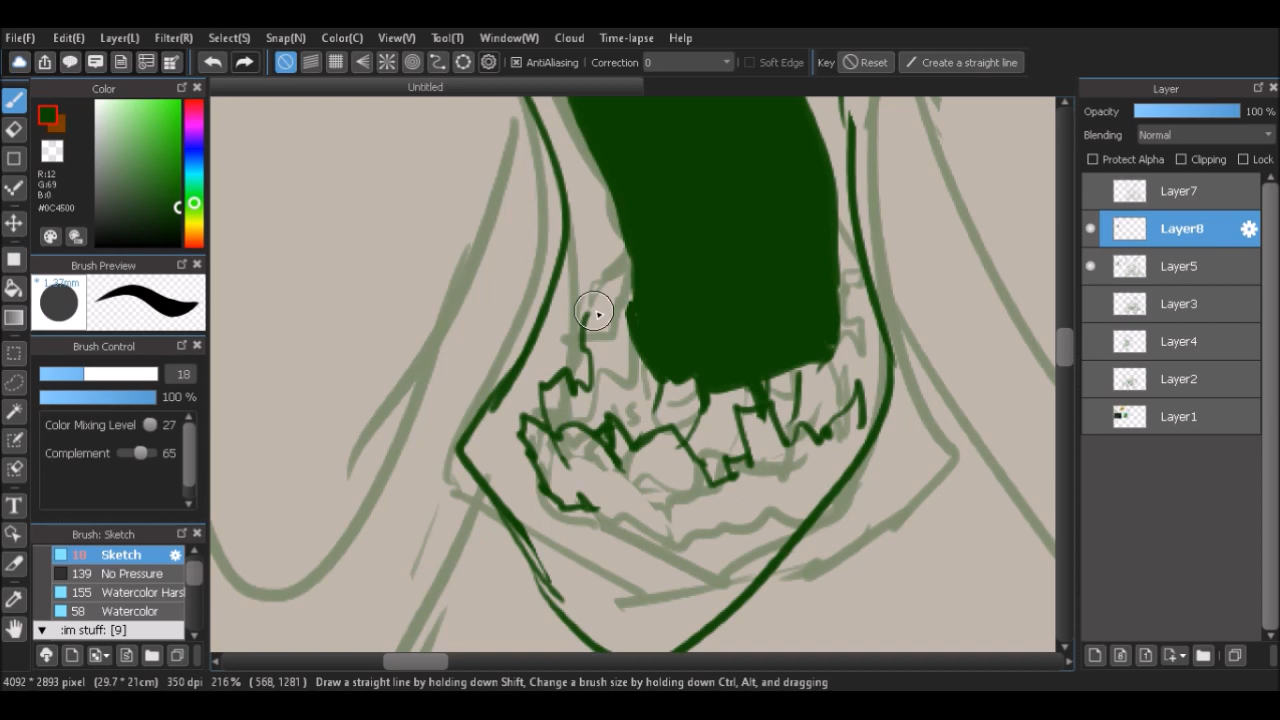 File(F) Edit(E) Layer(L) Filter(R) Select(S) Snap(N) Color(C) View(V) Tool(T) Window(W) Cloud Time-lapse Help
AntiAliasing Correction 0 Soft Edge Key Reset Create a straight line
Color
Untitled
Layer
R:12
G:69
B:0
#0C4500
Opacity 100 %
Blending Normal
Protect Alpha Clipping Lock
Layer7
Layer8
Layer5
Layer3
Layer4
Layer2
Layer1
Brush Preview
* 1.27mm
Brush Control
18
100 %
Color Mixing Level 27
Complement 65
Brush: Sketch
18 Sketch
139 No Pressure
155 Watercolor Hars
58 Watercolor
:im stuff: [9]
4092 * 2893 pixel (29.7 * 21cm) 350 dpi 216 % ( 568, 1281 ) Draw a straight line by holding down Shift, Change a brush size by holding down Ctrl, Alt, and dragging